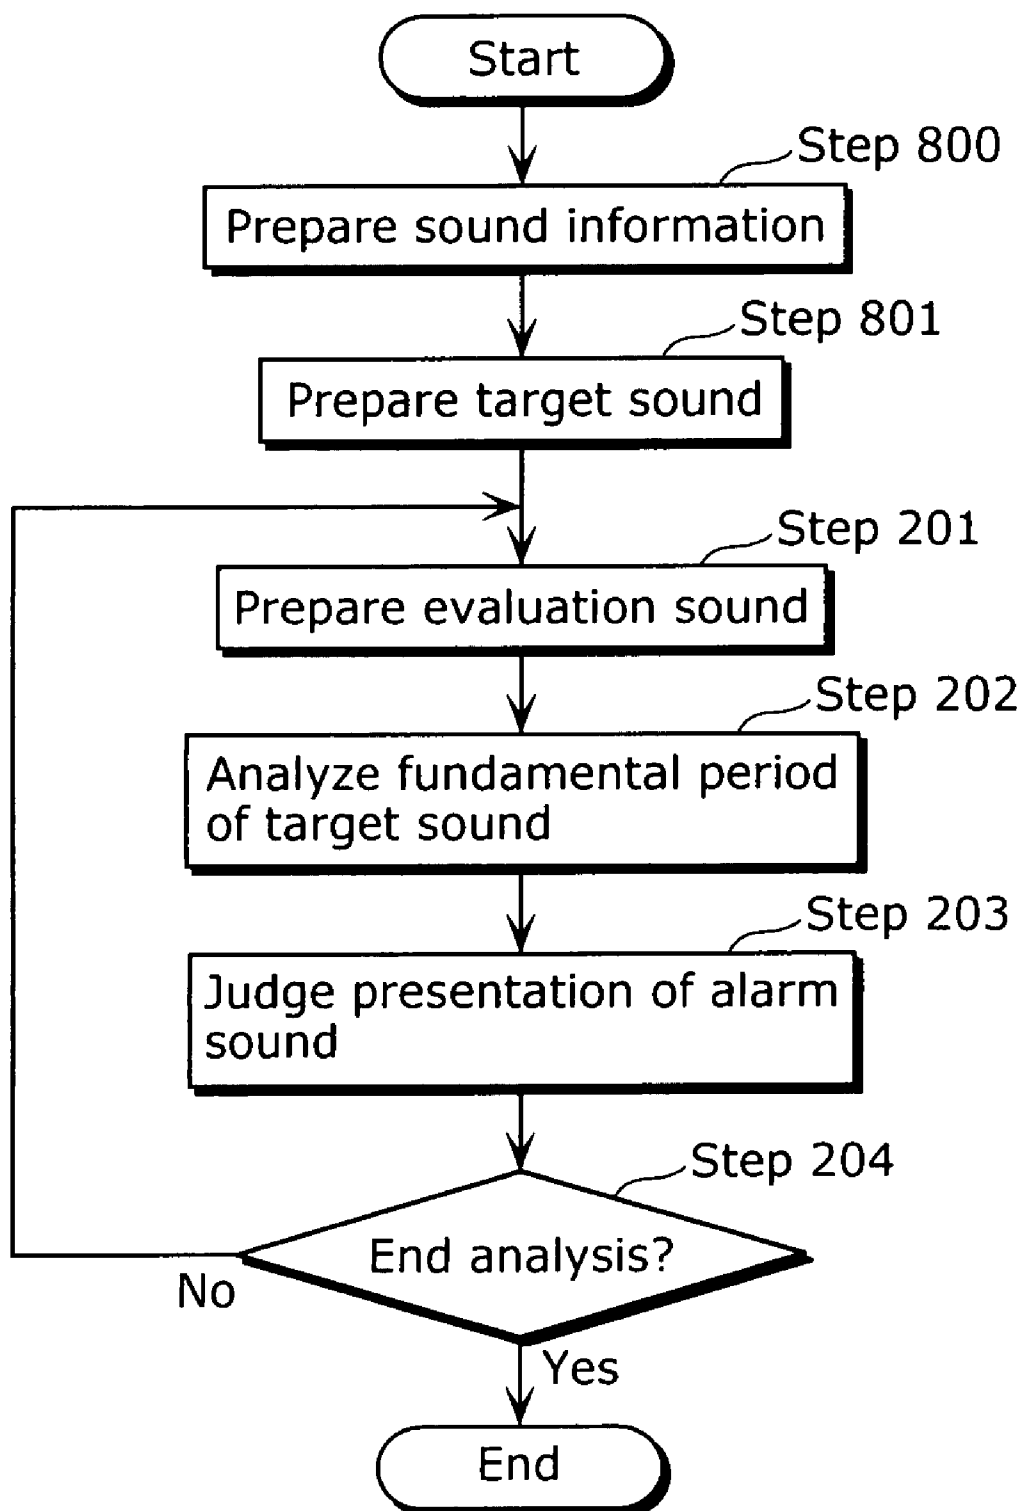 Start
Step 800
Prepare sound information
Step 801
Prepare target sound
Step 201
Prepare evaluation sound
Step 202
Analyze fundamental period
of target sound
Step 203
Judge presentation of alarm
sound
Step 204
End analysis?
No
Yes
End